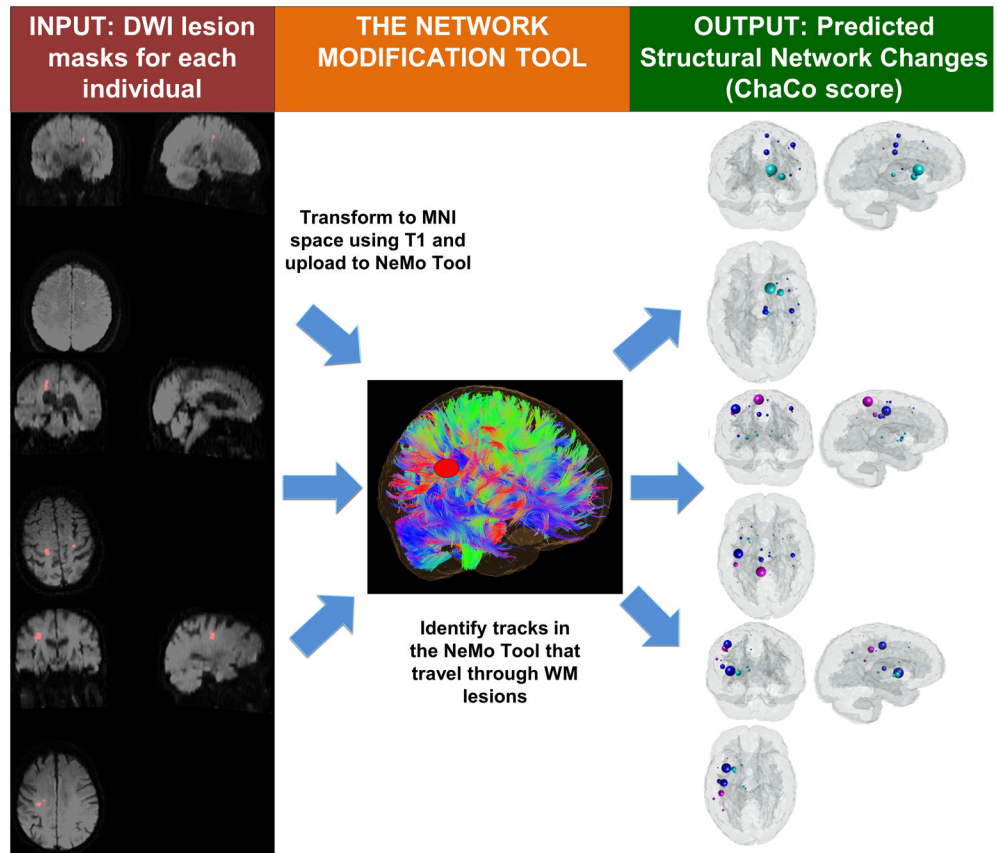 INPUT: DWI lesion
masks for each
individual
THE NETWORK
MODIFICATION TOOL
OUTPUT: Predicted
Structural Network Changes
(ChaCo score)
Transform to MNI
space using T1 and
upload to NeMo Tool
Identify tracks in
the NeMo Tool that
travel through WM
lesions